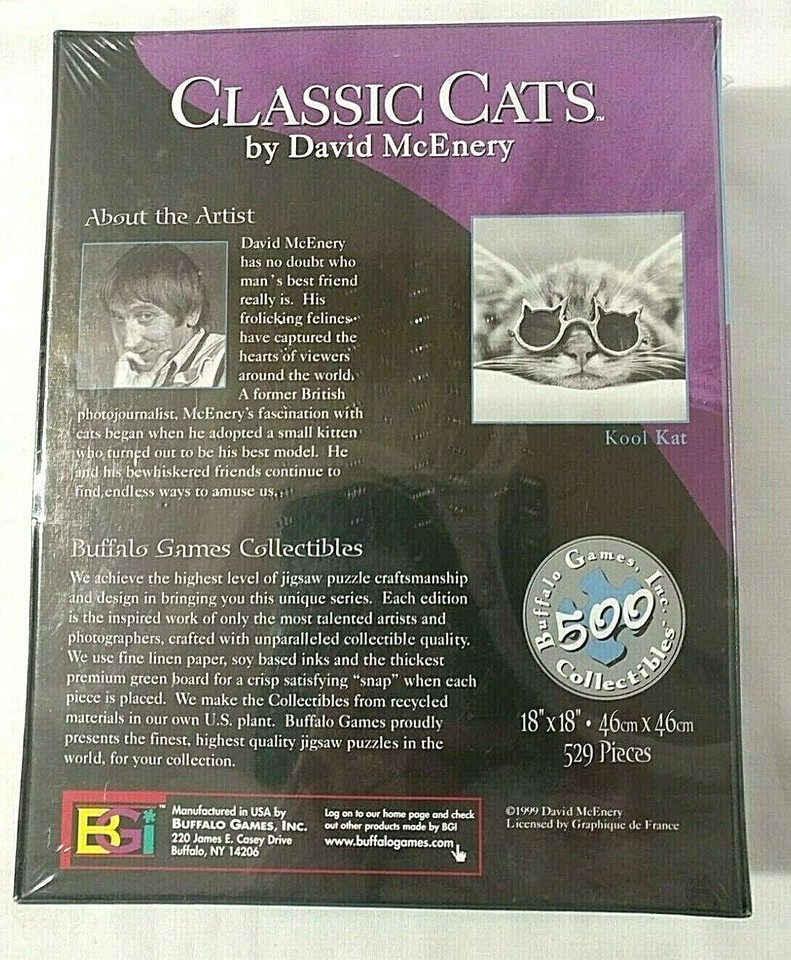 CLASSIC CATS™
by David McEnery
About the Artist
David McEnery
has no doubt who
man's best friend
really is. His
frolicking felines
have captured the
hearts of viewers
around the world.
A former British
photojournalist, McEnery's fascination with
cats began when he adopted a small kitten
who turned out to be his best model. He
and his bewhiskered friends continue to
find endless ways to amuse us.
Kool Kat
Buffalo Games Collectibles
We achieve the highest level of jigsaw puzzle craftsmanship
and design in bringing you this unique series. Each edition
is the inspired work of only the most talented artists and
photographers, crafted with unparalleled collectible quality.
We use fine linen paper, soy based inks and the thickest
premium green board for a crisp satisfying “snap” when each
piece is placed. We make the Collectibles from recycled
materials in our own U.S. plant. Buffalo Games proudly
presents the finest, highest quality jigsaw puzzles in the
world, for your collection.
Buffalo Games, Inc.
500
Collectibles™
18"x18" • 46cm x 46cm
529 Pieces
BGi™
Manufactured in USA by
BUFFALO GAMES, INC.
220 James E. Casey Drive
Buffalo, NY 14206
Log on to our home page and check
out other products made by BGI
www.buffalogames.com
©1999 David McEnery
Licensed by Graphique de France